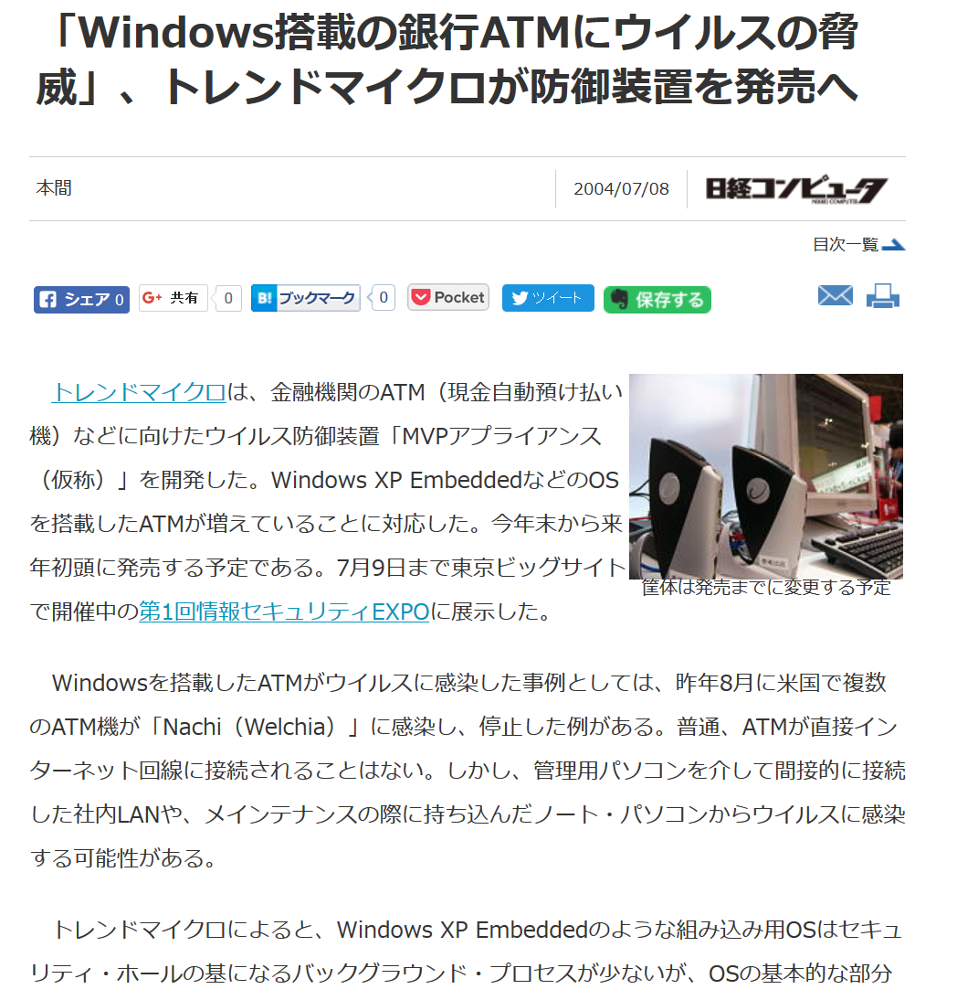 「Windows搭載の銀行ATMにウイルスの脅
威」、トレンドマイクロが防御装置を発売へ
本間
2004/07/08
日経コンピュータ
NIKKEI COMPUTER
目次一覧
シェア 0
G+ 共有
0
B! ブックマーク
0
Pocket
ツイート
保存する
トレンドマイクロは、金融機関のATM（現金自動預け払い
機）などに向けたウイルス防御装置「MVPアプライアンス
（仮称）」を開発した。Windows XP EmbeddedなどのOS
を搭載したATMが増えていることに対応した。今年末から来
年初頭に発売する予定である。7月9日まで東京ビッグサイト
で開催中の第1回情報セキュリティEXPOに展示した。
筐体は発売までに変更する予定
Windowsを搭載したATMがウイルスに感染した事例としては、昨年8月に米国で複数
のATM機が「Nachi（Welchia）」に感染し、停止した例がある。普通、ATMが直接イン
ターネット回線に接続されることはない。しかし、管理用パソコンを介して間接的に接続
した社内LANや、メインテナンスの際に持ち込んだノート・パソコンからウイルスに感染
する可能性がある。
トレンドマイクロによると、Windows XP Embeddedのような組み込み用OSはセキュ
リティ・ホールの基になるバックグラウンド・プロセスが少ないが、OSの基本的な部分